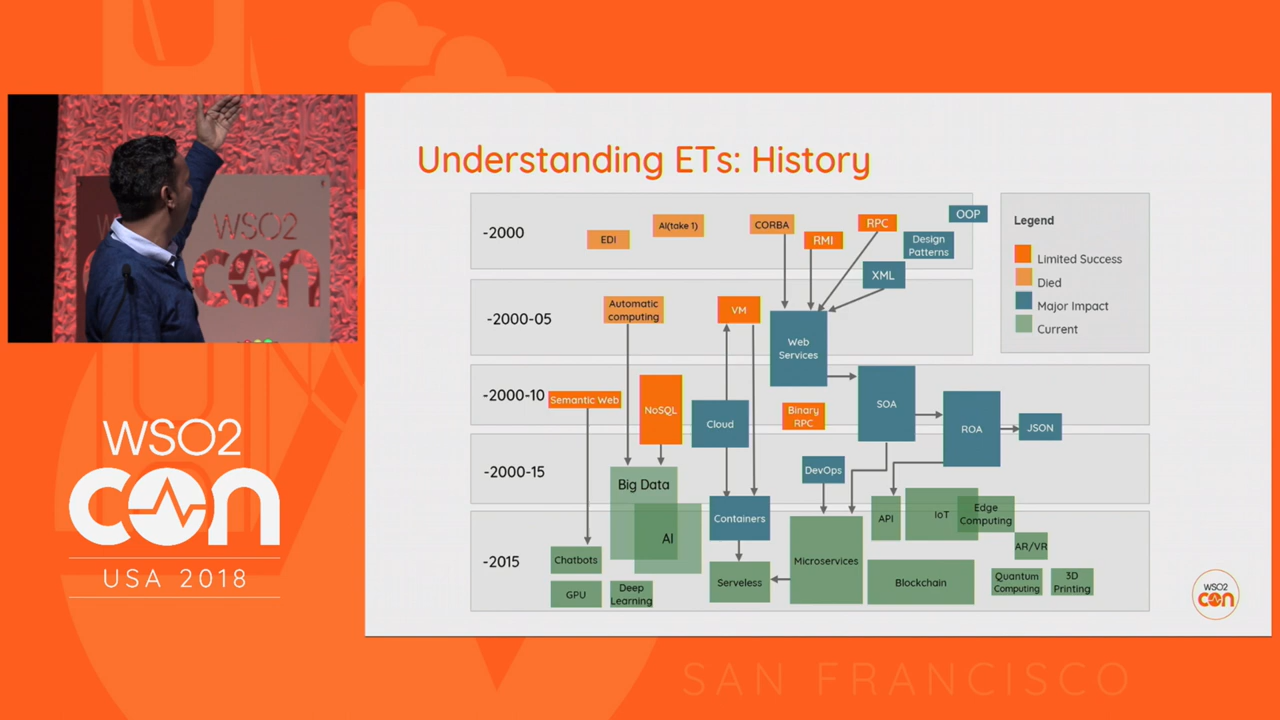 Understanding ETs: History
-2000
EDI
AI(take 1)
CORBA
RMI
RPC
OOP
Design
Patterns
XML
Legend
Limited Success
Died
Major Impact
Current
-2000-05
Automatic
computing
VM
Web
Services
-2000-10
Semantic Web
NoSQL
Cloud
Binary
RPC
SOA
ROA
JSON
-2000-15
Big Data
DevOps
AI
Containers
API
IoT
Edge
Computing
AR/VR
-2015
Chatbots
GPU
Deep
Learning
Serveless
Microservices
Blockchain
Quantum
Computing
3D
Printing
WSO2
CON
WSO2
con
WSO2
CON
USA 2018
SAN FRANCISCO